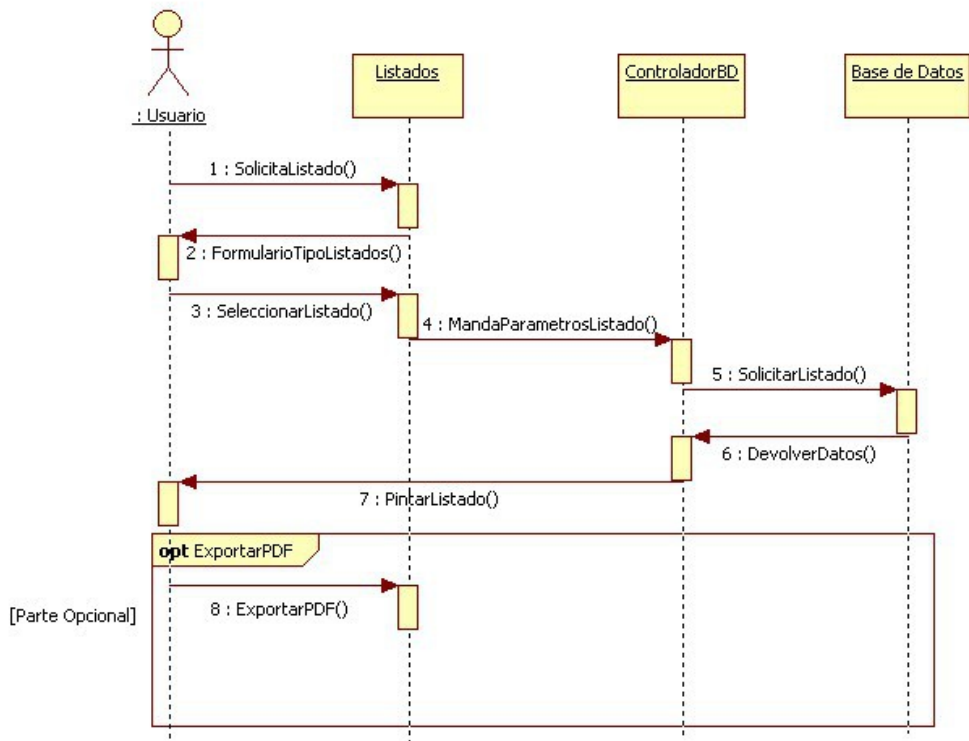 Listados
ControladorBD
Base de Datos
: Usuario
1 : SolicitaListado()
2 : FormularioTipoListados()
3 : SeleccionarListado()
4 : MandaParametrosListado()
5 : SolicitarListado()
6 : DevolverDatos()
7 : PintarListado()
opt ExportarPDF
8 : ExportarPDF()
[Parte Opcional]